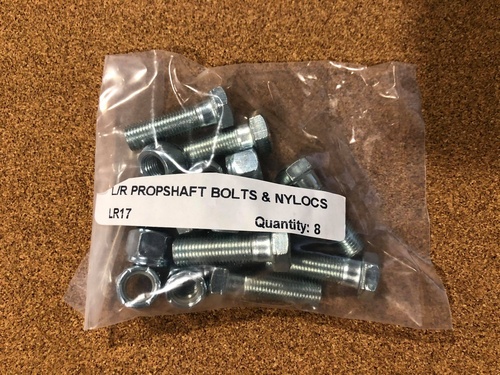 L/R PROPSHAFT BOLTS & NYLOCS
LR17
Quantity: 8